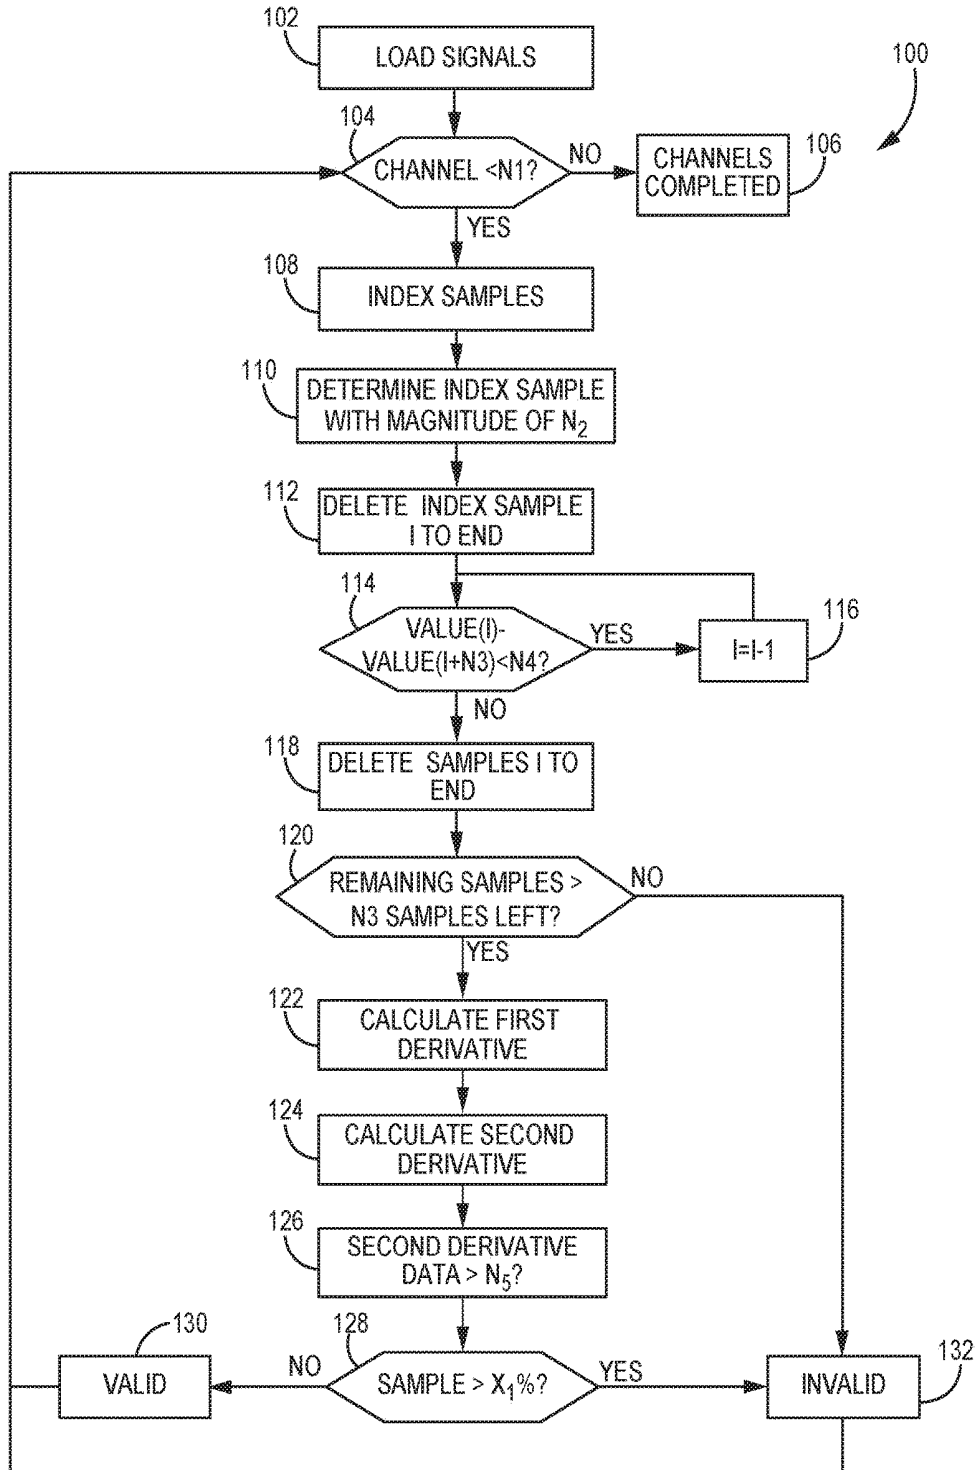 102
LOAD SIGNALS
100
104
CHANNEL <N1?
NO
CHANNELS
COMPLETED
106
YES
108
INDEX SAMPLES
110
DETERMINE INDEX SAMPLE
WITH MAGNITUDE OF N2
112
DELETE INDEX SAMPLE
I TO END
114
VALUE(I)-
VALUE(I+N3)<N4?
YES
I=I-1
116
NO
118
DELETE SAMPLES I TO
END
120
REMAINING SAMPLES >
N3 SAMPLES LEFT?
NO
YES
122
CALCULATE FIRST
DERIVATIVE
124
CALCULATE SECOND
DERIVATIVE
126
SECOND DERIVATIVE
DATA > N5?
130
VALID
NO
128
SAMPLE > X1%?
YES
INVALID
132